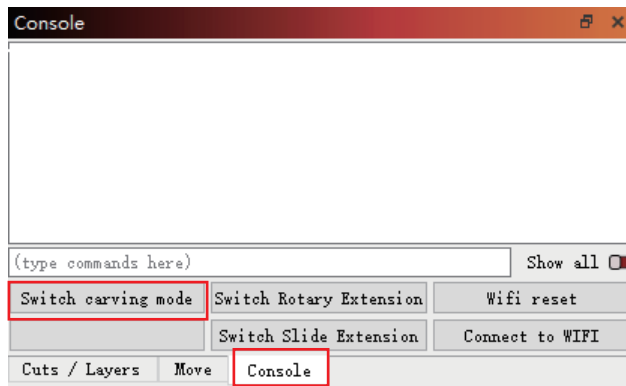 Console
(type commands here) Show all
Switch carving mode Switch Rotary Extension Wifi reset
Switch Slide Extension Connect to WIFI
Cuts / Layers Move Console